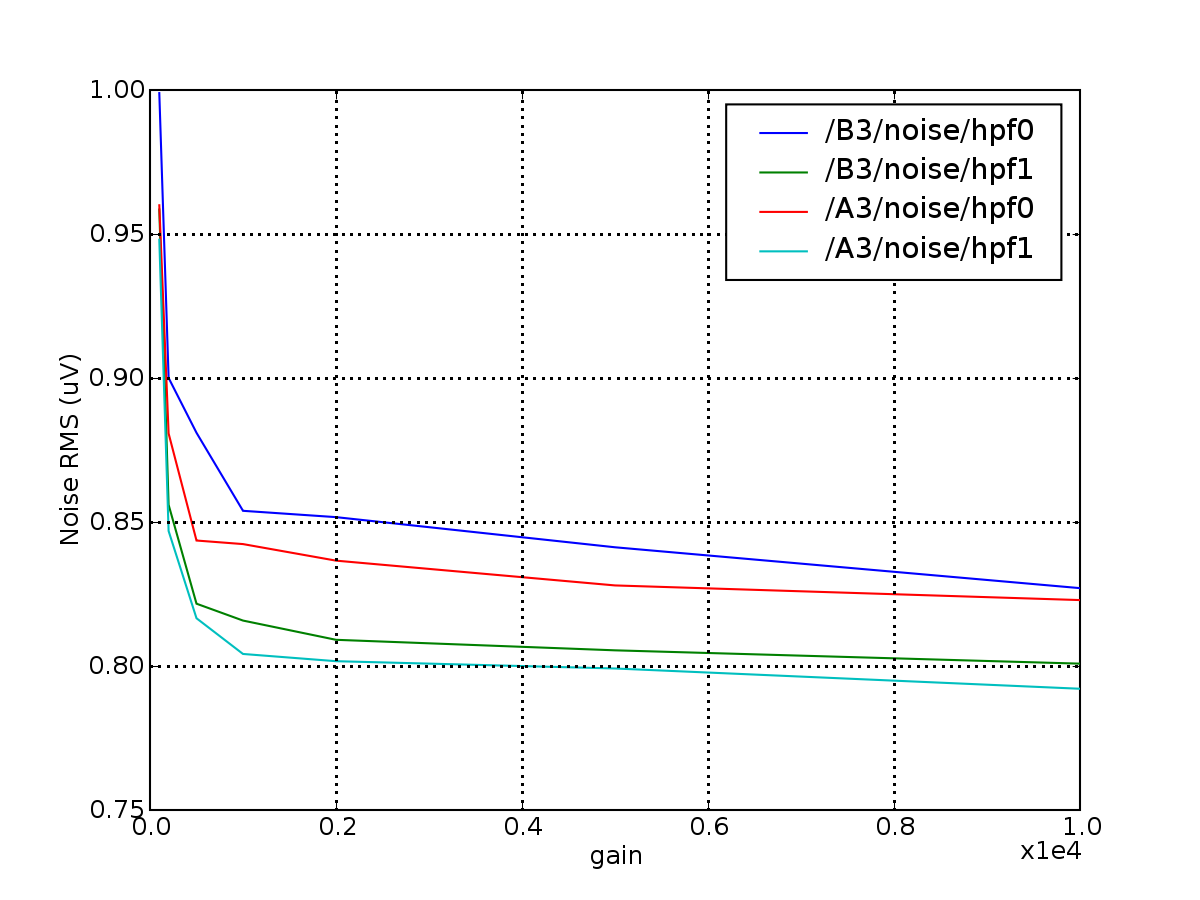 1.00
0.95
0.90
0.85
0.80
0.75
Noise RMS (uV)
/B3/noise/hpf0
/B3/noise/hpf1
/A3/noise/hpf0
/A3/noise/hpf1
0.0 0.2 0.4 0.6 0.8 1.0
x1e4
gain